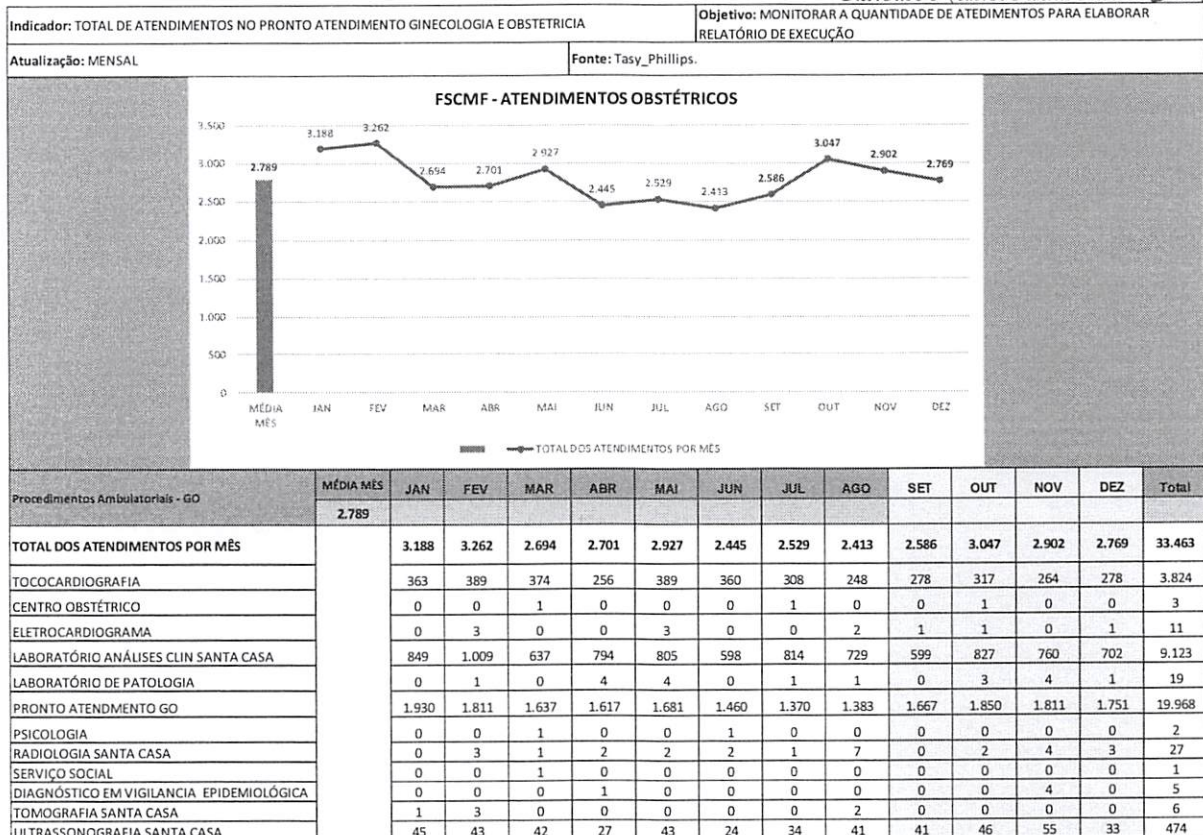 Indicador: TOTAL DE ATENDIMENTOS NO PRONTO ATENDIMENTO GINECOLOGIA E OBSTETRICIA
Objetivo: MONITORAR A QUANTIDADE DE ATEDIMENTOS PARA ELABORAR
RELATÓRIO DE EXECUÇÃO
Atualização: MENSAL
Fonte: Tasy_Phillips.
FSCMF - ATENDIMENTOS OBSTÉTRICOS
3.500
3.000
2.500
2.000
1.500
1.000
500
0
2.789 3.188 3.262 2.694 2.701 2.927 2.445 2.529 2.413 2.586 3.047 2.902 2.769
MÉDIA MÊS JAN FEV MAR ABR MAI JUN JUL AGO SET OUT NOV DEZ
TOTAL DOS ATENDIMENTOS POR MÊS
Procedimentos Ambulatoriais - GO MÉDIA MÊS JAN FEV MAR ABR MAI JUN JUL AGO SET OUT NOV DEZ Total
2.789
TOTAL DOS ATENDIMENTOS POR MÊS 3.188 3.262 2.694 2.701 2.927 2.445 2.529 2.413 2.586 3.047 2.902 2.769 33.463
TOCOCARDIOGRAFIA 363 389 374 256 389 360 308 248 278 317 264 278 3.824
CENTRO OBSTÉTRICO 0 0 1 0 0 0 1 0 0 1 0 0 3
ELETROCARDIOGRAMA 0 3 0 0 3 0 0 2 1 1 0 1 11
LABORATÓRIO ANÁLISES CLIN SANTA CASA 849 1.009 637 794 805 598 814 729 599 827 760 702 9.123
LABORATÓRIO DE PATOLOGIA 0 1 0 4 4 0 1 1 0 3 4 1 19
PRONTO ATENDMENTO GO 1.930 1.811 1.637 1.617 1.681 1.460 1.370 1.383 1.667 1.850 1.811 1.751 19.968
PSICOLOGIA 0 0 1 0 0 1 0 0 0 0 0 0 2
RADIOLOGIA SANTA CASA 0 3 1 2 2 2 1 7 0 2 4 3 27
SERVIÇO SOCIAL 0 0 1 0 0 0 0 0 0 0 0 0 1
DIAGNÓSTICO EM VIGILANCIA EPIDEMIOLÓGICA 0 0 0 1 0 0 0 0 0 0 4 0 5
TOMOGRAFIA SANTA CASA 1 3 0 0 0 0 0 2 0 0 0 0 6
ULTRASSONOGRAFIA SANTA CASA 45 43 42 27 43 24 34 41 41 46 55 33 474